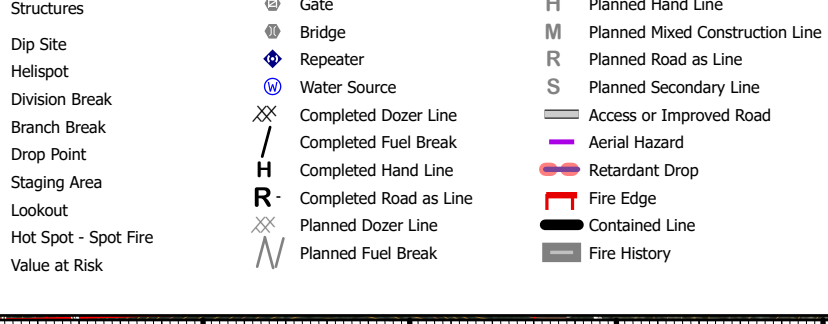 Structures
Dip Site
Helispot
Division Break
Branch Break
Drop Point
Staging Area
Lookout
Hot Spot - Spot Fire
Value at Risk
Gate
Bridge
Repeater
W Water Source
Completed Dozer Line
Completed Fuel Break
H Completed Hand Line
R - Completed Road as Line
Planned Dozer Line
Planned Fuel Break
H Planned Hand Line
M Planned Mixed Construction Line
R Planned Road as Line
S Planned Secondary Line
Access or Improved Road
Aerial Hazard
Retardant Drop
Fire Edge
Contained Line
Fire History